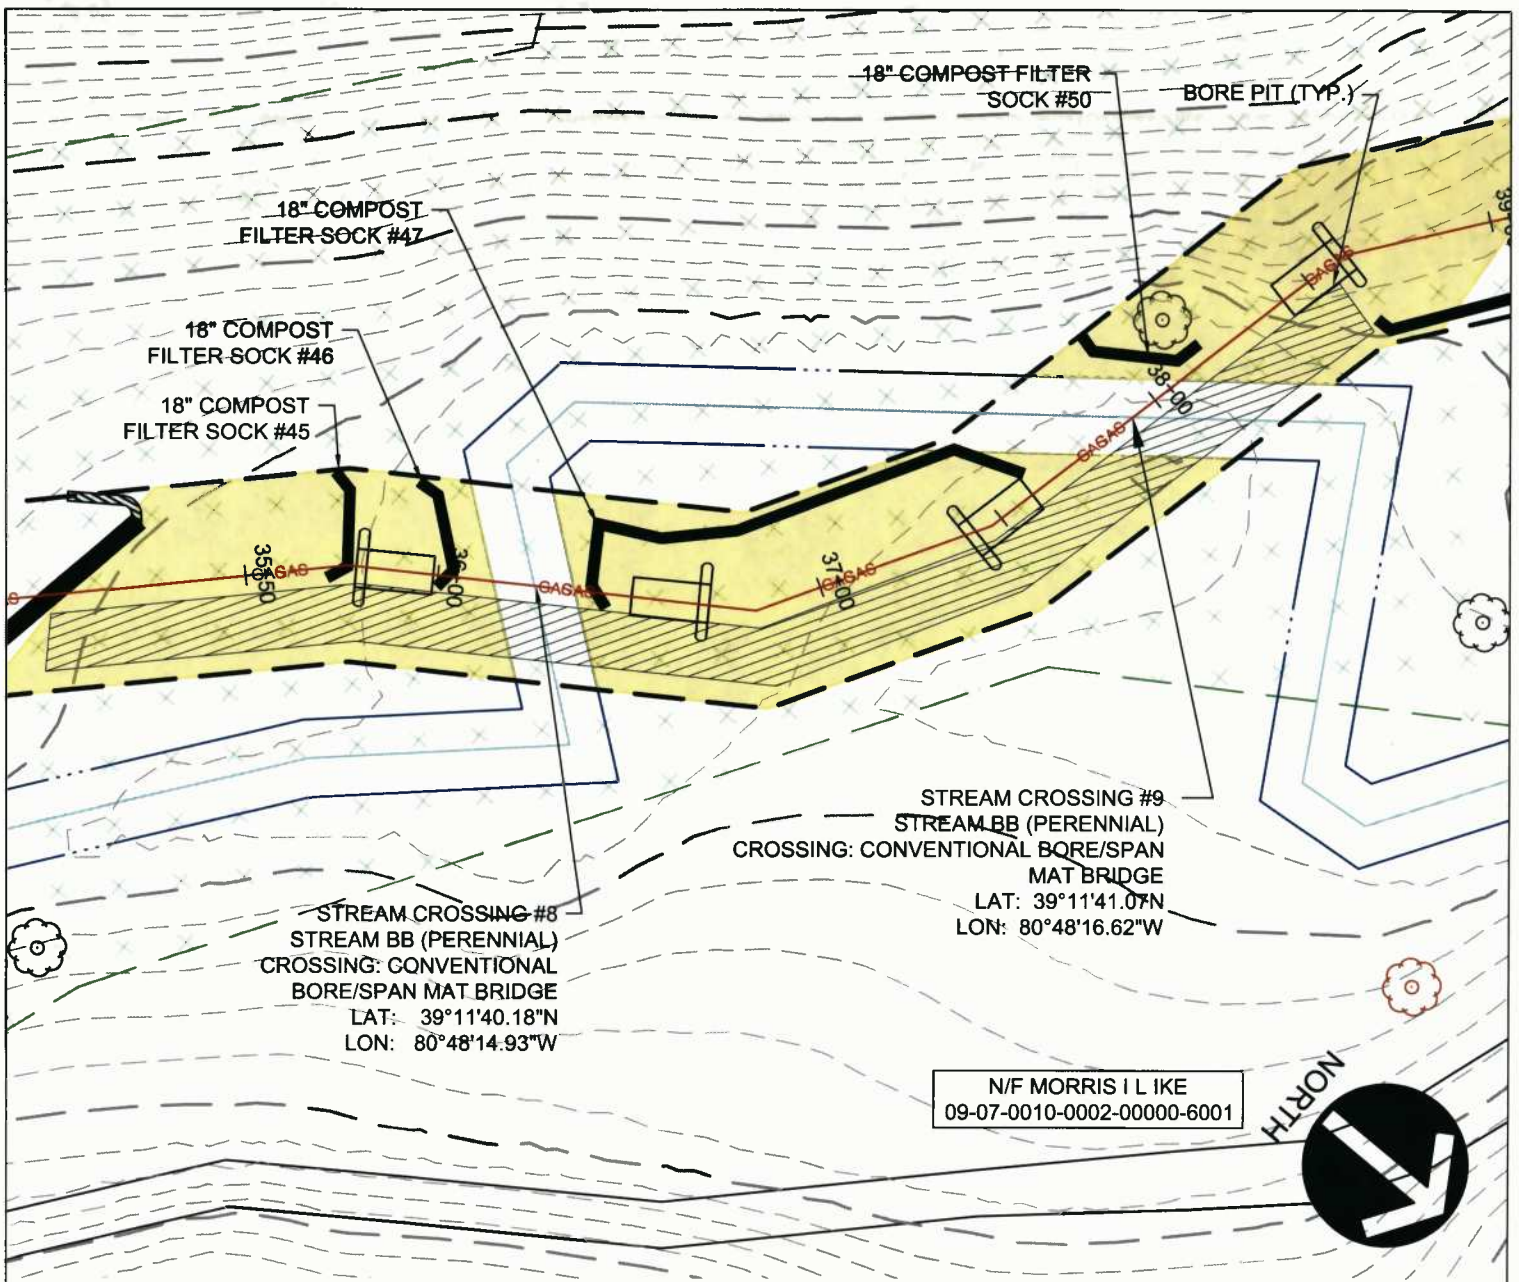 18" COMPOST FILTER
SOCK #50
BORE PIT (TYP.)
18" COMPOST
FILTER SOCK #47
18" COMPOST
FILTER SOCK #46
18" COMPOST
FILTER SOCK #45
GAS
GAS
38+00
GASAS
GASAS
37+00
36+00
GASAS
35+50
STREAM CROSSING #9
STREAM BB (PERENNIAL)
CROSSING: CONVENTIONAL BORE/SPAN
MAT BRIDGE
LAT: 39°11'41.07"N
LON: 80°48'16.62"W
STREAM CROSSING #8
STREAM BB (PERENNIAL)
CROSSING: CONVENTIONAL
BORE/SPAN MAT BRIDGE
LAT: 39°11'40.18"N
LON: 80°48'14.93"W
N/F MORRIS I L IKE
09-07-0010-0002-00000-6001
NORTH